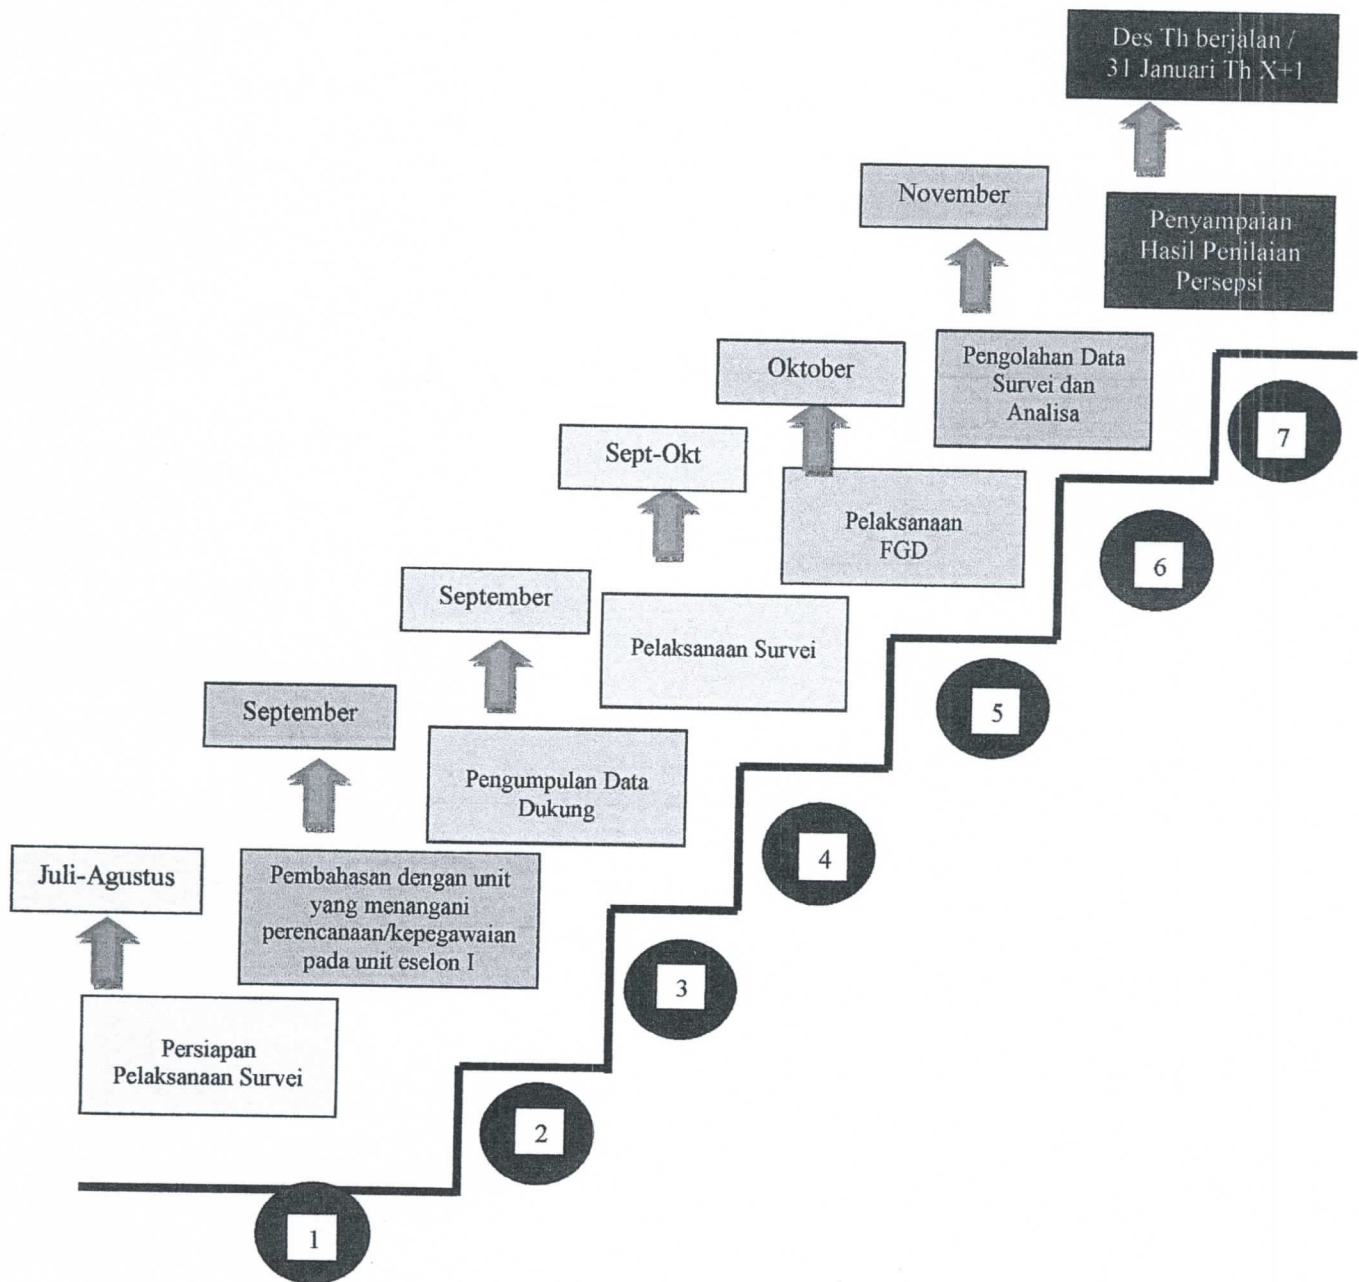 Des Th berjalan /
31 Januari Th X+1
November
Penyampaian
Hasil Penilaian
Persepsi
Oktober
Pengolahan Data
Survei dan
Analisa
7
Sept-Okt
Pelaksanaan
FGD
6
September
Pelaksanaan Survei
5
September
Pengumpulan Data
Dukung
4
Juli-Agustus
Pembahasan dengan unit
yang menangani
perencanaan/kepegawaian
pada unit eselon I
3
Persiapan
Pelaksanaan Survei
2
1